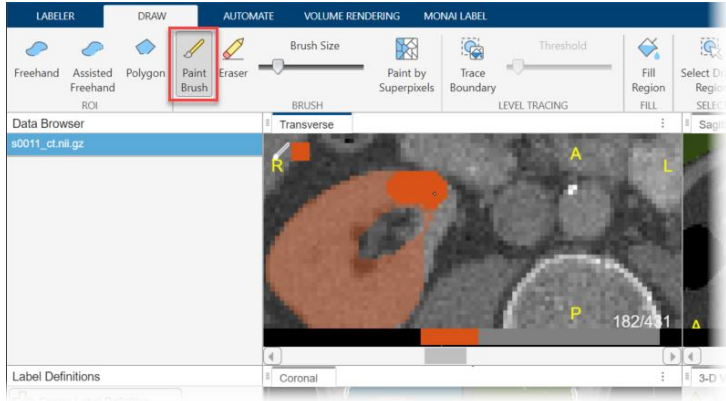 LABELER DRAW AUTOMATE VOLUME RENDERING MONAI LABEL
Brush Size Threshold
Freehand Assisted Freehand Polygon Paint Brush Eraser Paint by Superpixels Trace Boundary Fill Region Select
ROI BRUSH LEVEL TRACING FILL
Data Browser Transverse
s0011_ct.nii.gz
R A L
P 182/431 A
Label Definitions Coronal 3-D